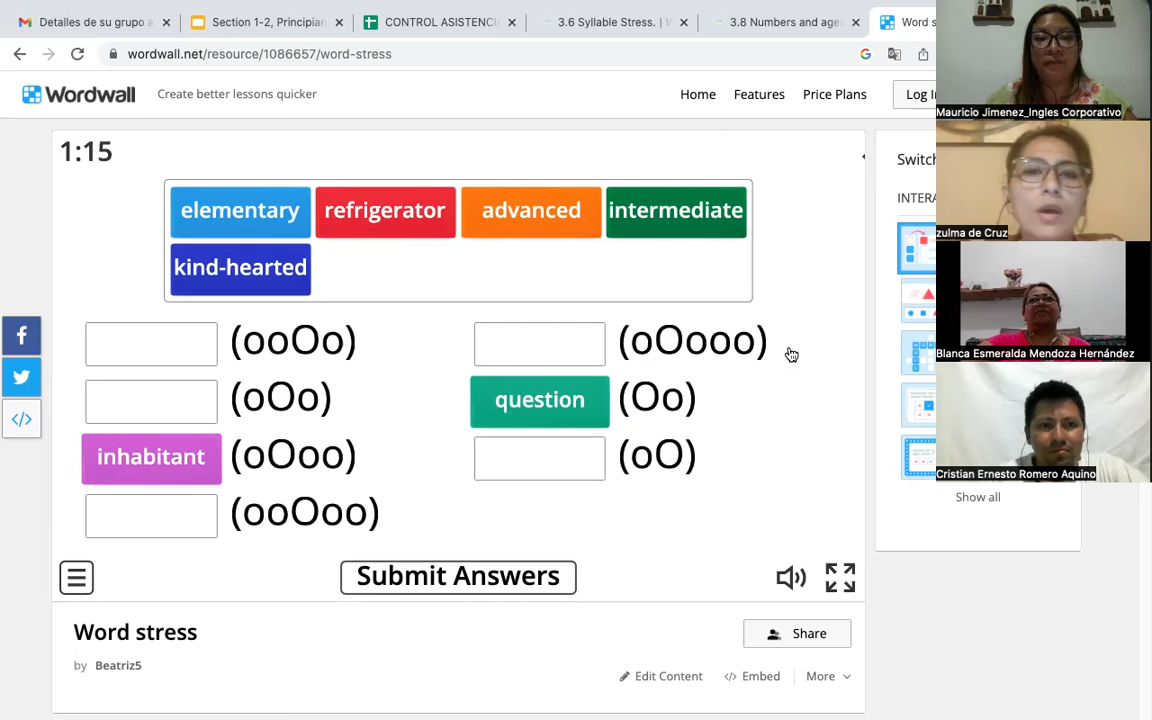 Detalles de su grupo a
Section 1-2, Principian
CONTROL ASISTENCI
3.6 Syllable Stress. | W
3.8 Numbers and ages
Word s
wordwall.net/resource/1086657/word-stress
Wordwall
Create better lessons quicker
Home
Features
Price Plans
Log In
1:15
elementary
refrigerator
advanced
intermediate
kind-hearted
(ooOo)
(oOooo)
(oOo)
question
(Oo)
inhabitant
(oOoo)
(oO)
(ooOoo)
Submit Answers
Word stress
by Beatriz5
Share
Edit Content
Embed
More
Switch
INTERA
Show all
Mauricio Jimenez_Ingles Corporativo
zulma de Cruz
Blanca Esmeralda Mendoza Hernández
Cristian Ernesto Romero Aquino